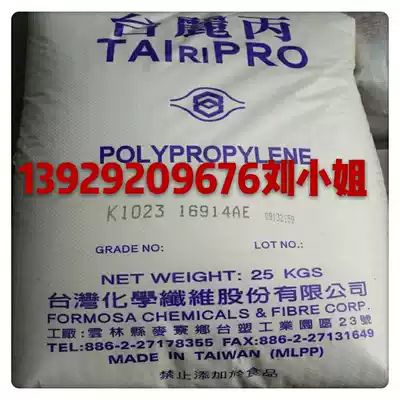 台麗丙
TAIRIPRO
POLYPROPYLENE
13929209676刘小姐
K1023 16914AE 09132159
GRADE NO: LOT NO.:
NET WEIGHT: 25 KGS
台灣化學纖維股份有限公司
FORMOSA CHEMICALS & FIBRE CORP.
工廠:雲林縣麥寮鄉台塑工業園區23號
TEL:886-2-27178355 FAX:886-2-27131649
MADE IN TAIWAN (MLPP)
禁止添加於食品